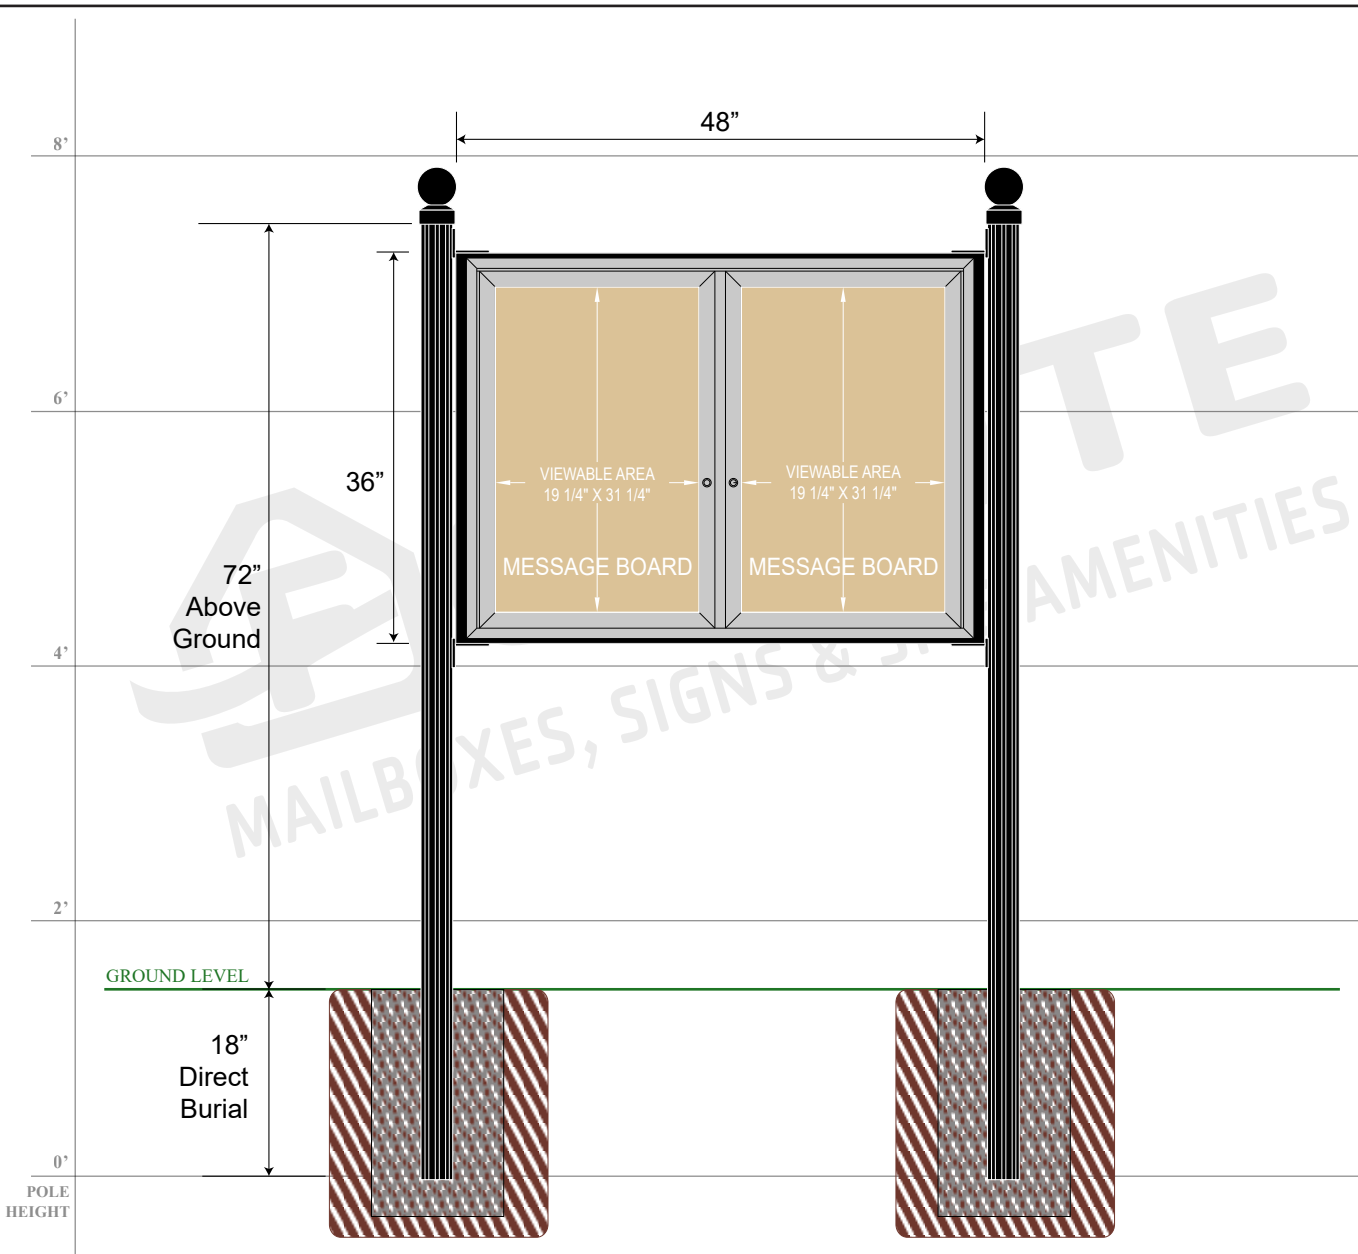 48”
8’
6’
36”
VIEWABLE AREA
19 1/4" X 31 1/4"
VIEWABLE AREA
19 1/4" X 31 1/4"
MESSAGE BOARD
MESSAGE BOARD
72”
Above
Ground
4’
TE
MAILBOXES, SIGNS & AMENITIES
2’
GROUND LEVEL
18”
Direct
Burial
0’
POLE
HEIGHT